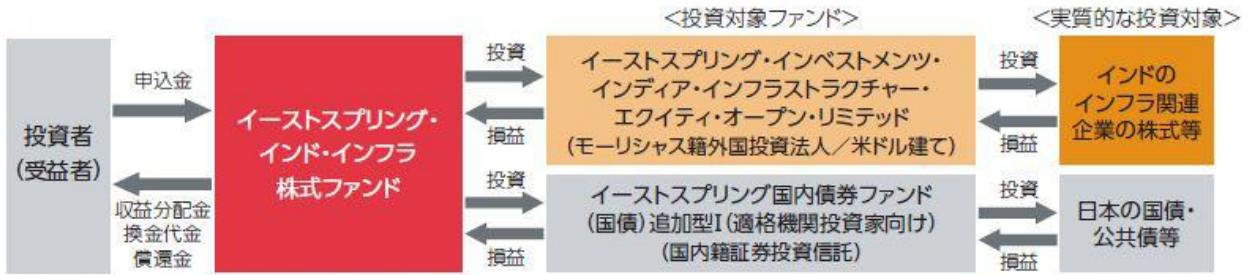 ＜投資対象ファンド＞
＜実質的な投資対象＞
投資者
(受益者)
申込金
収益分配金
換金代金
償還金
イーストスプリング・
インド・インフラ
株式ファンド
投資
損益
投資
損益
イーストスプリング・インベストメンツ・
インディア・インフラストラクチャー・
エクイティ・オープン・リミテッド
(モーリシャス籍外国投資法人／米ドル建て)
イーストスプリング国内債券ファンド
(国債)追加型I(適格機関投資家向け)
(国内籍証券投資信託)
投資
損益
投資
損益
インドの
インフラ関連
企業の株式等
日本の国債・
公共債等